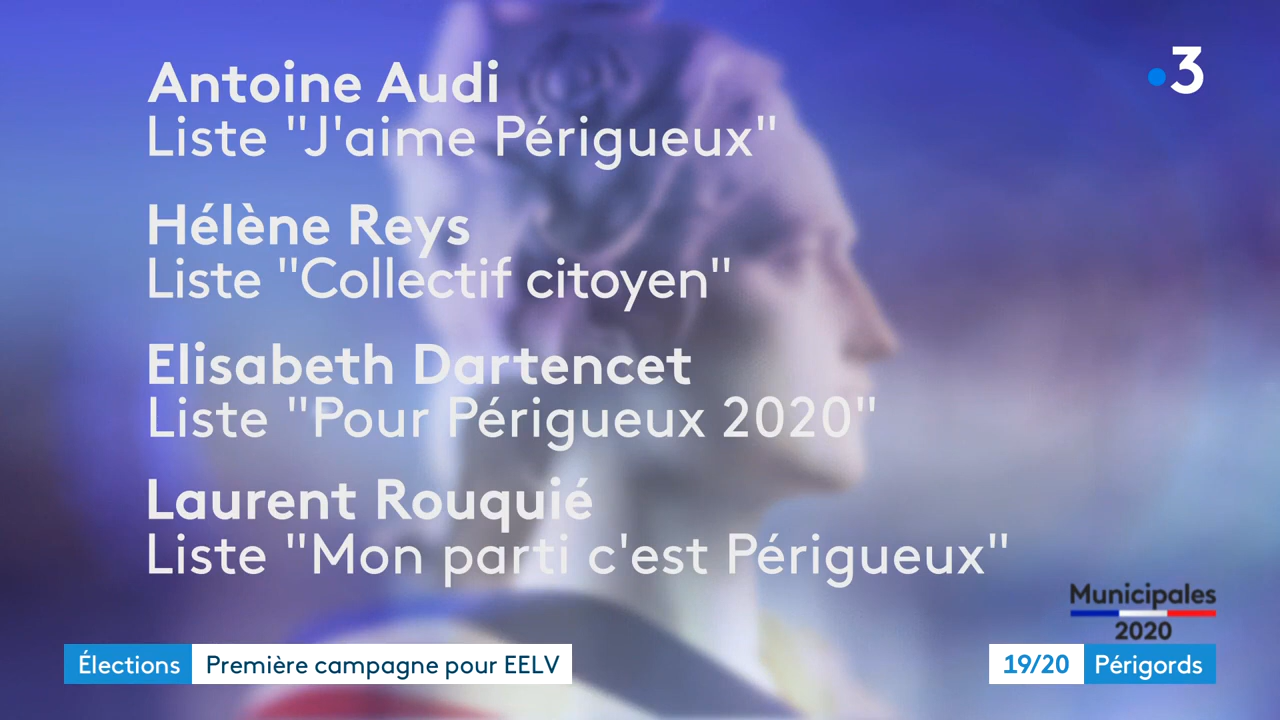 Antoine Audi
Liste "J'aime Périgueux"
3
Hélène Reys
Liste "Collectif citoyen"
Elisabeth Dartencet
Liste "Pour Périgueux 2020"
Laurent Rouquié
Liste "Mon parti c'est Périgueux"
Municipales
2020
Élections Première campagne pour EELV
19/20 Périgords